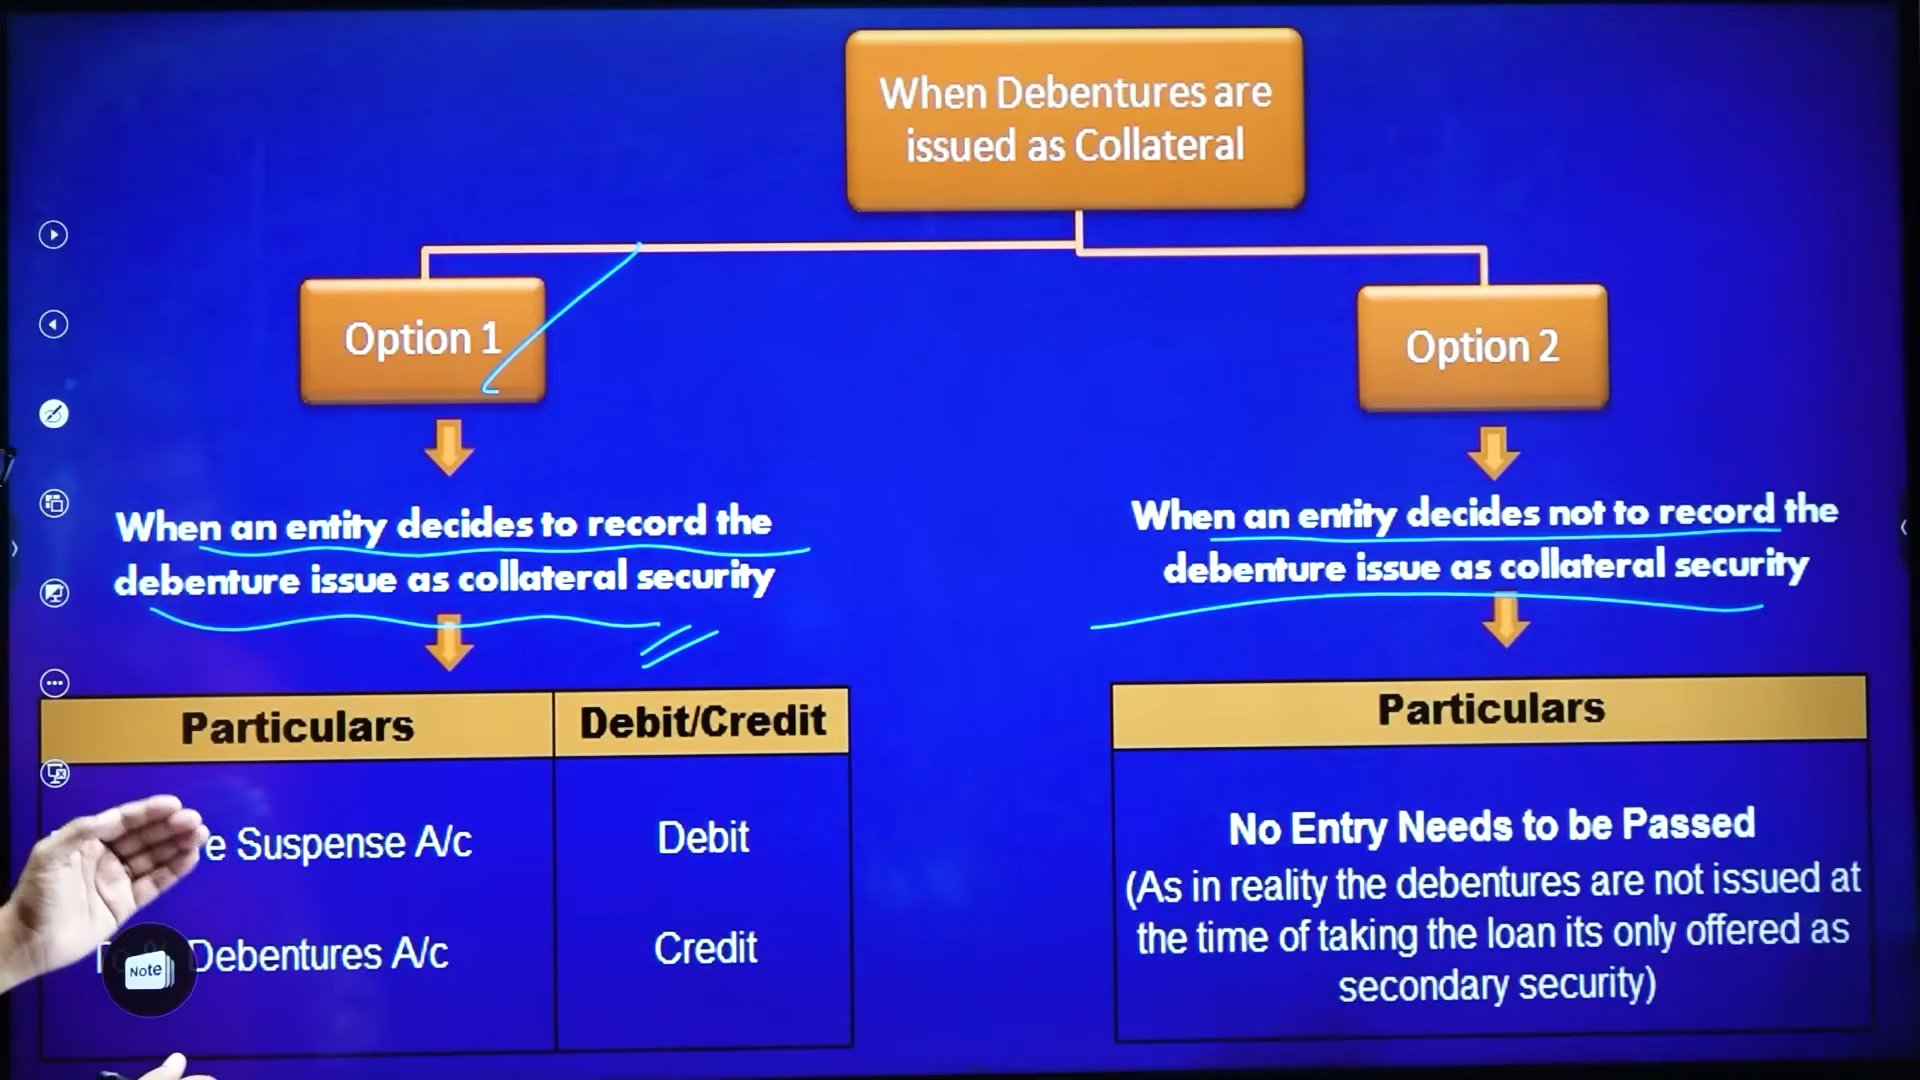 When Debentures are
issued as Collateral
Option 1
Option 2
When an entity decides to record the
debenture issue as collateral security
When an entity decides not to record the
debenture issue as collateral security
Particulars
Debit/Credit
Suspense A/c
Debit
Debentures A/c
Credit
Note
Particulars
No Entry Needs to be Passed
(As in reality the debentures are not issued at
the time of taking the loan its only offered as
secondary security)